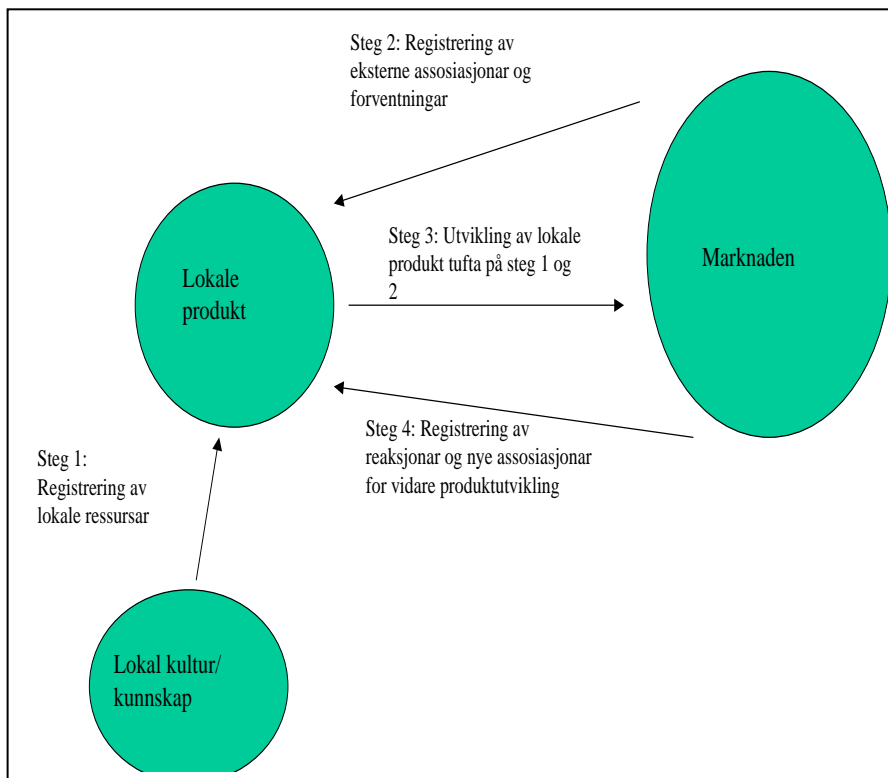 Steg 2: Registrering av
eksterne assosiasjonar og
forventningar
Lokale
produkt
Steg 3: Utvikling av lokale
produkt tufta på steg 1 og
2
Marknaden
Steg 4: Registrering av
reaksjonar og nye assosiasjonar
for vidare produktutvikling
Steg 1:
Registrering av
lokale ressursar
Lokal kultur/
kunnskap